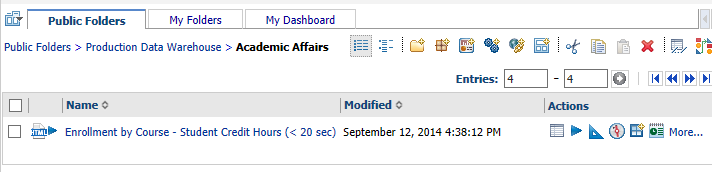 Public Folders My Folders My Dashboard
Public Folders > Production Data Warehouse > Academic Affairs
Entries: 4 - 4
Name Modified Actions
HTML Enrollment by Course - Student Credit Hours (< 20 sec) September 12, 2014 4:38:12 PM More...